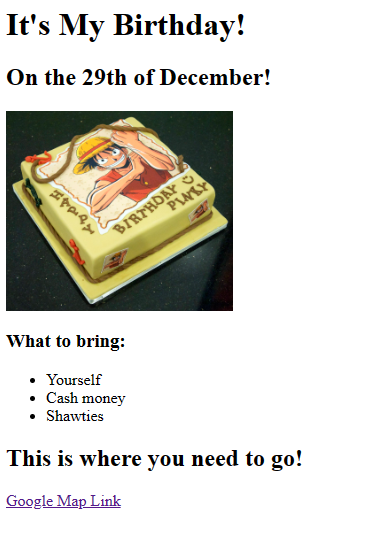 It's My Birthday!
On the 29th of December!
HAPPY
BIRTHDAY
PINKY
What to bring:
Yourself
Cash money
Shawties
This is where you need to go!
Google Map Link